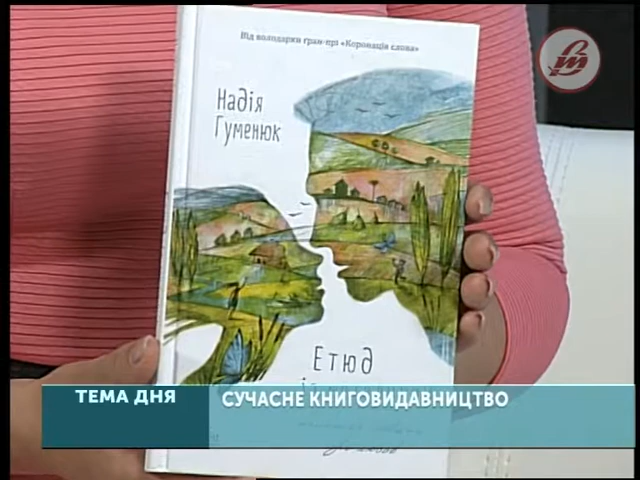 Від володарки гран-прі «Коронація слова»
Надія
Гуменюк
Етюд
ТЕМА ДНЯ
СУЧАСНЕ КНИГОВИДАВНИЦТВО